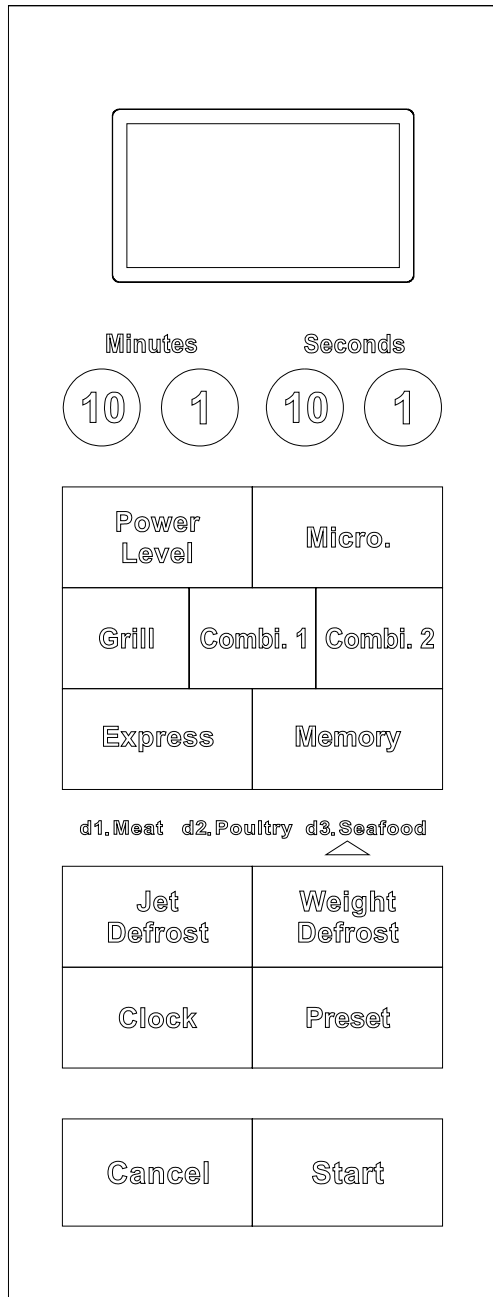 Minutes Seconds
10 1 10 1
Power
Level
Micro.
Grill Combi. 1 Combi. 2
Express Memory
d1.Meat d2.Poultry d3.Seafood
Jet
Defrost
Weight
Defrost
Clock Preset
Cancel Start